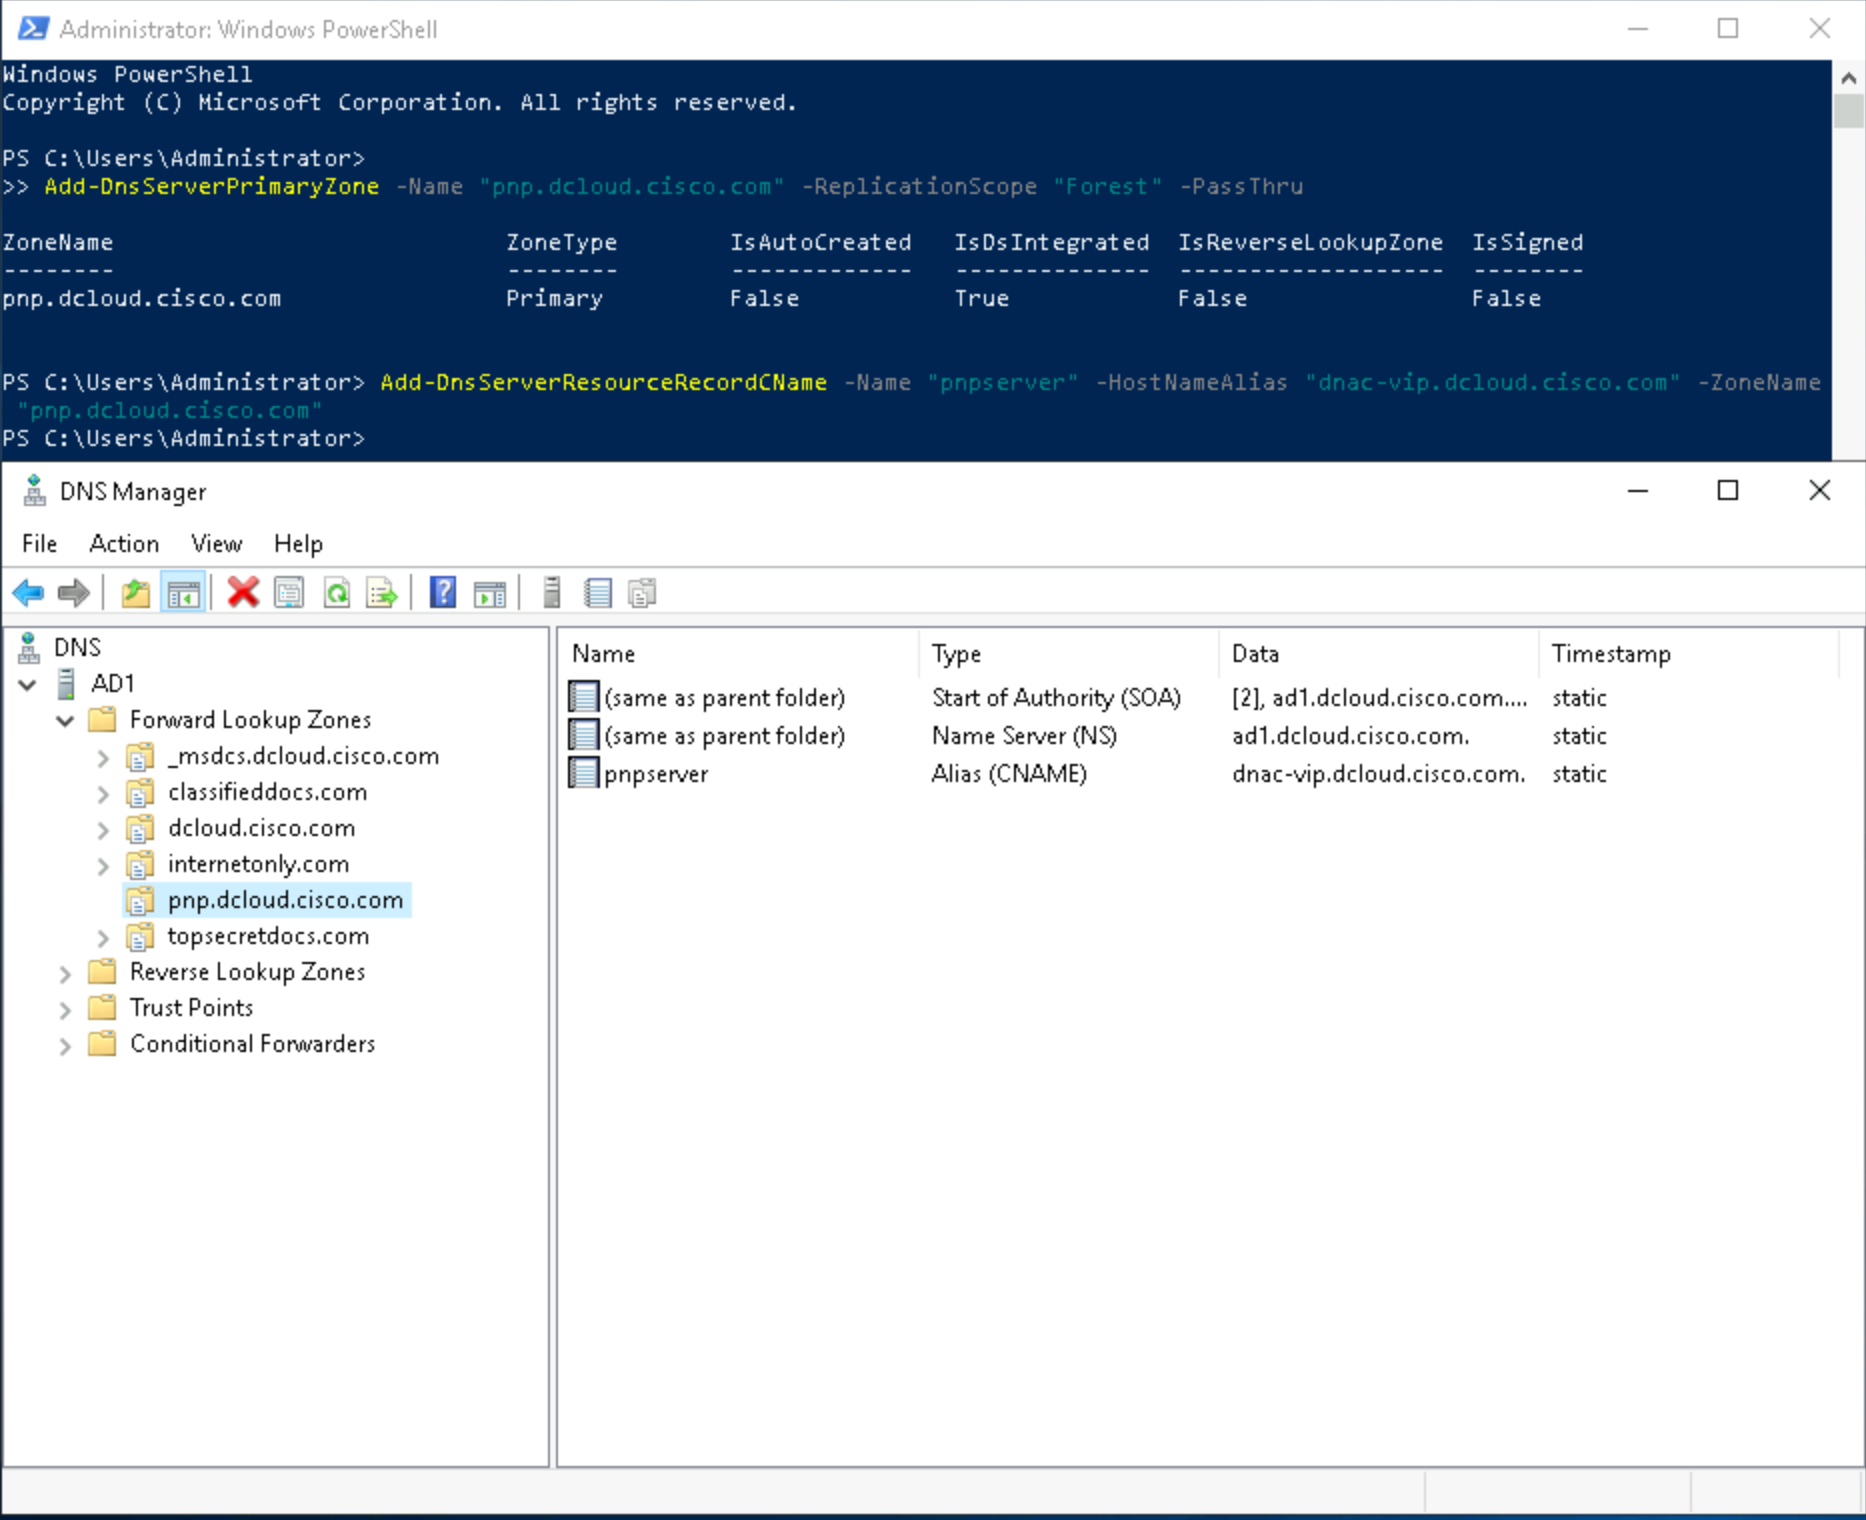 Administrator: Windows PowerShell
Windows PowerShell
Copyright (C) Microsoft Corporation. All rights reserved.
PS C:\Users\Administrator>
>> Add-DnsServerPrimaryZone -Name "pnp.dcloud.cisco.com" -ReplicationScope "Forest" -PassThru
ZoneName ZoneType IsAutoCreated IsDsIntegrated IsReverseLookupZone IsSigned
-------- -------- ------------- -------------- ------------------- --------
pnp.dcloud.cisco.com Primary False True False False
PS C:\Users\Administrator> Add-DnsServerResourceRecordCName -Name "pnpserver" -HostNameAlias "dnac-vip.dcloud.cisco.com" -ZoneName
"pnp.dcloud.cisco.com"
PS C:\Users\Administrator>
DNS Manager
File Action View Help
DNS
AD1
Forward Lookup Zones
_msdcs.dcloud.cisco.com
classifieddocs.com
dcloud.cisco.com
internetonly.com
pnp.dcloud.cisco.com
topsecretdocs.com
Reverse Lookup Zones
Trust Points
Conditional Forwarders
Name Type Data Timestamp
(same as parent folder) Start of Authority (SOA) [2], ad1.dcloud.cisco.com.... static
(same as parent folder) Name Server (NS) ad1.dcloud.cisco.com. static
pnpserver Alias (CNAME) dnac-vip.dcloud.cisco.com. static